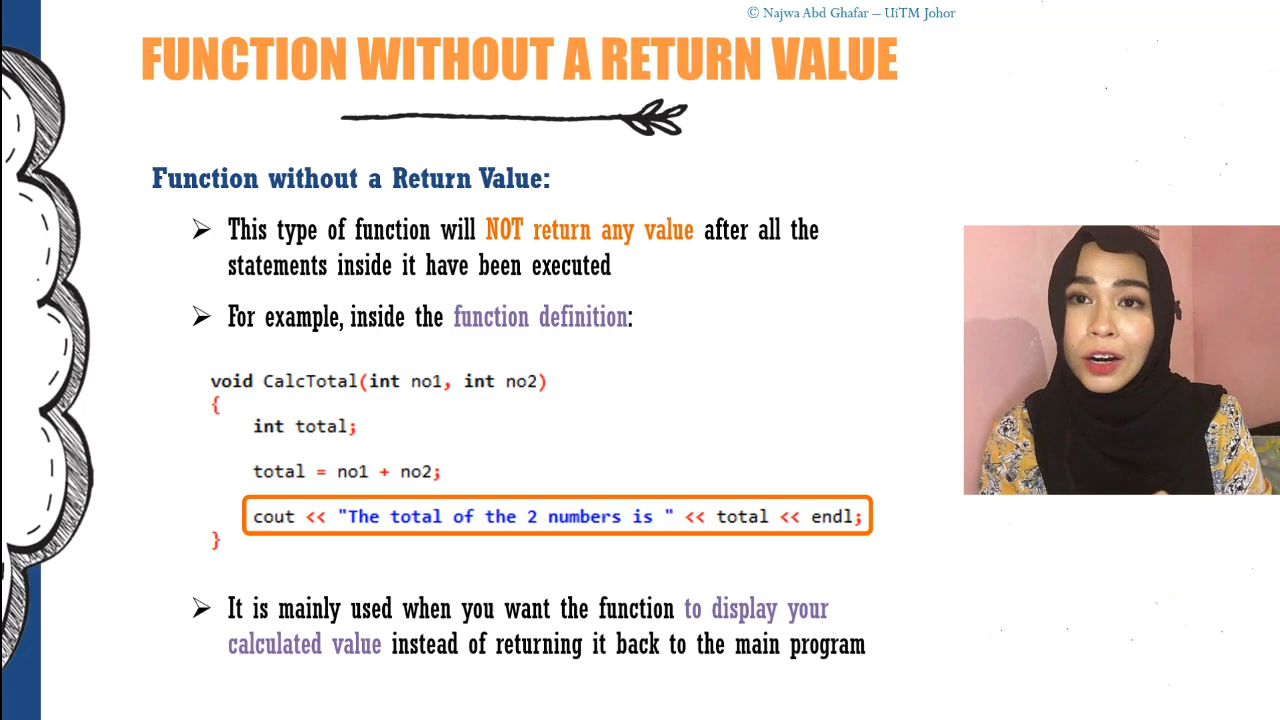 © Najwa Abd Ghafar – UiTM Johor
FUNCTION WITHOUT A RETURN VALUE
Function without a Return Value:
➢ This type of function will NOT return any value after all the
statements inside it have been executed
➢ For example, inside the function definition:
void CalcTotal(int no1, int no2)
{
int total;
total = no1 + no2;
cout << "The total of the 2 numbers is " << total << endl;
}
➢ It is mainly used when you want the function to display your
calculated value instead of returning it back to the main program